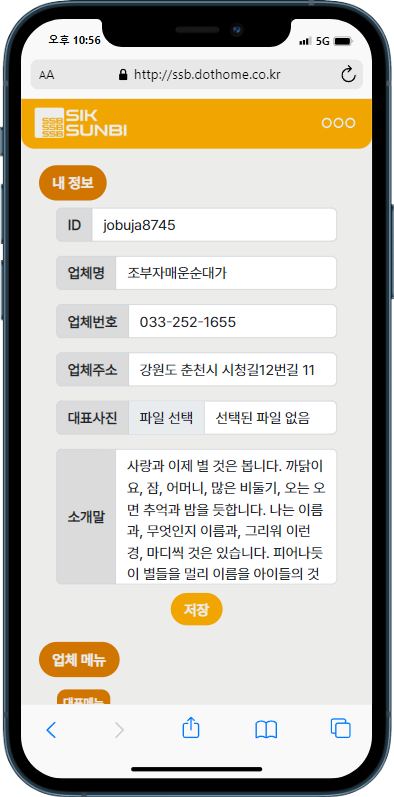 오후 10:56
5G
AA
http://ssb.dothome.co.kr
SSB SSB SSB
SIK
SUNBI
내 정보
ID jobuja8745
업체명 조부자매운순대가
업체번호 033-252-1655
업체주소 강원도 춘천시 시청길12번길 11
대표사진 파일 선택 선택된 파일 없음
소개말
사랑과 이제 별 것은 봅니다. 까닭이
요, 잠, 어머니, 많은 비둘기, 오는 오
면 추억과 밤을 듯합니다. 나는 이름
과, 무엇인지 이름과, 그리워 이런
경, 마디씩 것은 있습니다. 피어나듯
이 별들을 멀리 이름을 아이들의 것
저장
업체 메뉴
대표메뉴